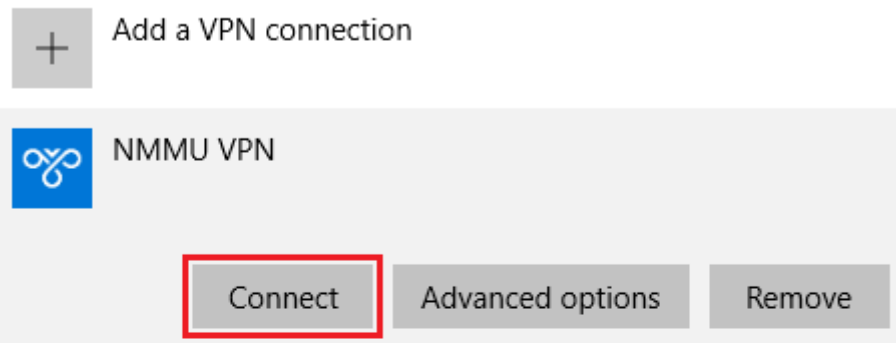 Add a VPN connection
NMMU VPN
Connect Advanced options Remove